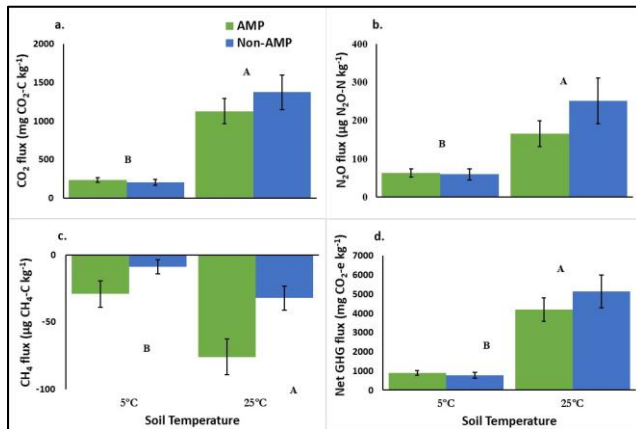 a.
AMP
Non-AMP
CO₂ flux (mg CO₂-C kg⁻¹)
2000
1500
1000
500
0
B
A
b.
N₂O flux (µg N₂O-N kg⁻¹)
400
300
200
100
0
B
A
c.
CH₄ flux (µg CH₄-C kg⁻¹)
0
-50
-100
B
A
5°C
25°C
Soil Temperature
d.
Net GHG flux (mg CO₂-e kg⁻¹)
7000
6000
5000
4000
3000
2000
1000
0
B
A
5°C
25°C
Soil Temperature